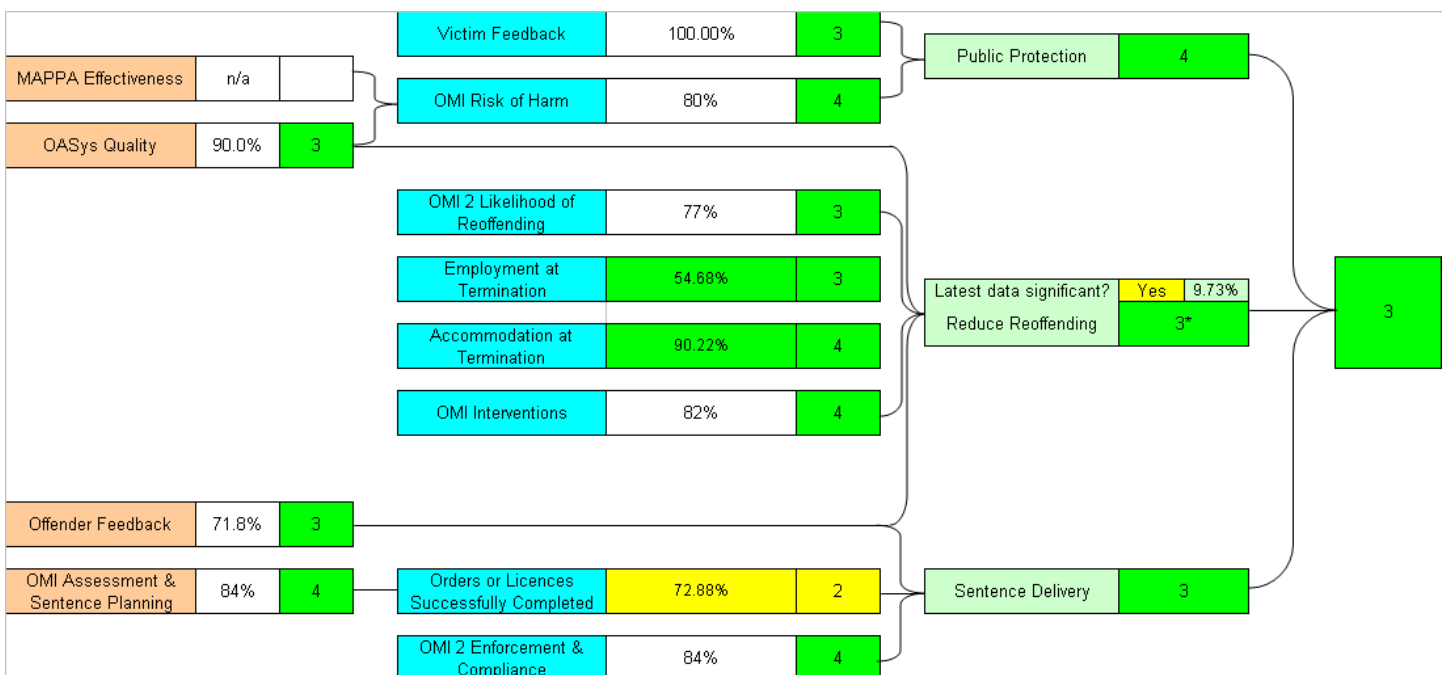 Victim Feedback 100.00% 3
Public Protection 4
MAPPA Effectiveness n/a
OMI Risk of Harm 80% 4
OASys Quality 90.0% 3
OMI 2 Likelihood of
Reoffending 77% 3
Employment at
Termination 54.68% 3
Latest data significant? Yes 9.73%
Reduce Reoffending 3*
3
Accommodation at
Termination 90.22% 4
OMI Interventions 82% 4
Offender Feedback 71.8% 3
OMI Assessment &
Sentence Planning 84% 4
Orders or Licences
Successfully Completed 72.88% 2
Sentence Delivery 3
OMI 2 Enforcement &
Compliance 84% 4